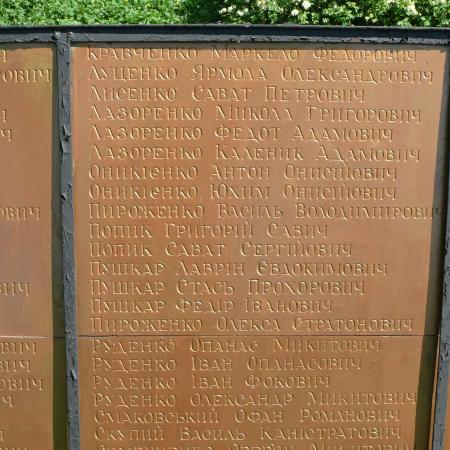 Кравченко Маркело Федорович
Луценко Ярмола Олександрович
Лисенко Сават Петрович
Лазоренко Микола Григорович
Лазоренко Федот Адамович
Лазоренко Каленик Адамович
Оникієнко Антон Онисійович
Оникієнко Юхим Онисійович
Пироженко Василь Володимирович
Попик Григорій Савич
Попик Сават Сергійович
Пушкар Лаврін Євдокимович
Пушкар Стась Прохорович
Пушкар Федір Іванович
Пироженко Олекса Стратонович
Руденко Опанас Микитович
Руденко Іван Опанасович
Руденко Іван Фокович
Руденко Олександр Микитович
Смаковський Офан Романович
Скупий Василь Каністратович